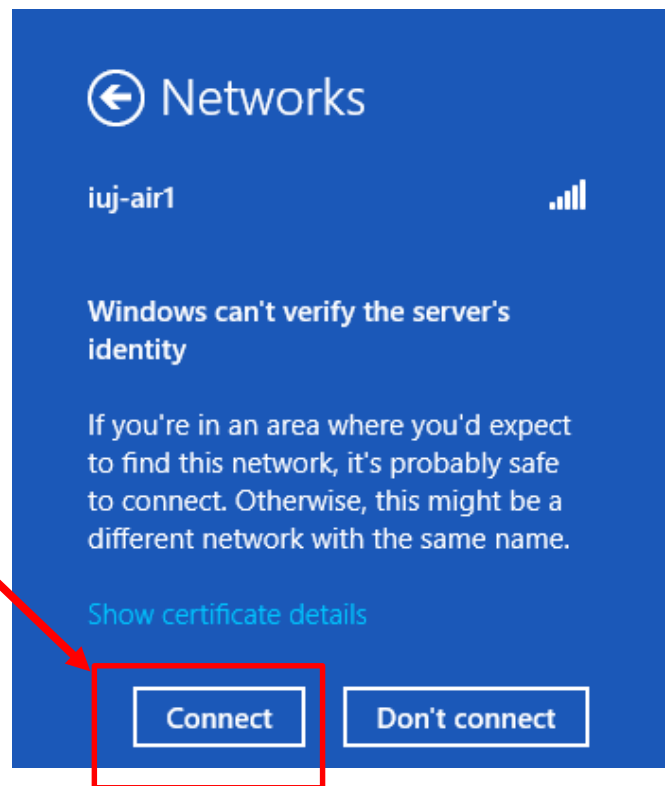 Networks
iuj-air1
Windows can't verify the server's
identity
If you're in an area where you'd expect
to find this network, it's probably safe
to connect. Otherwise, this might be a
different network with the same name.
Show certificate details
Connect
Don't connect